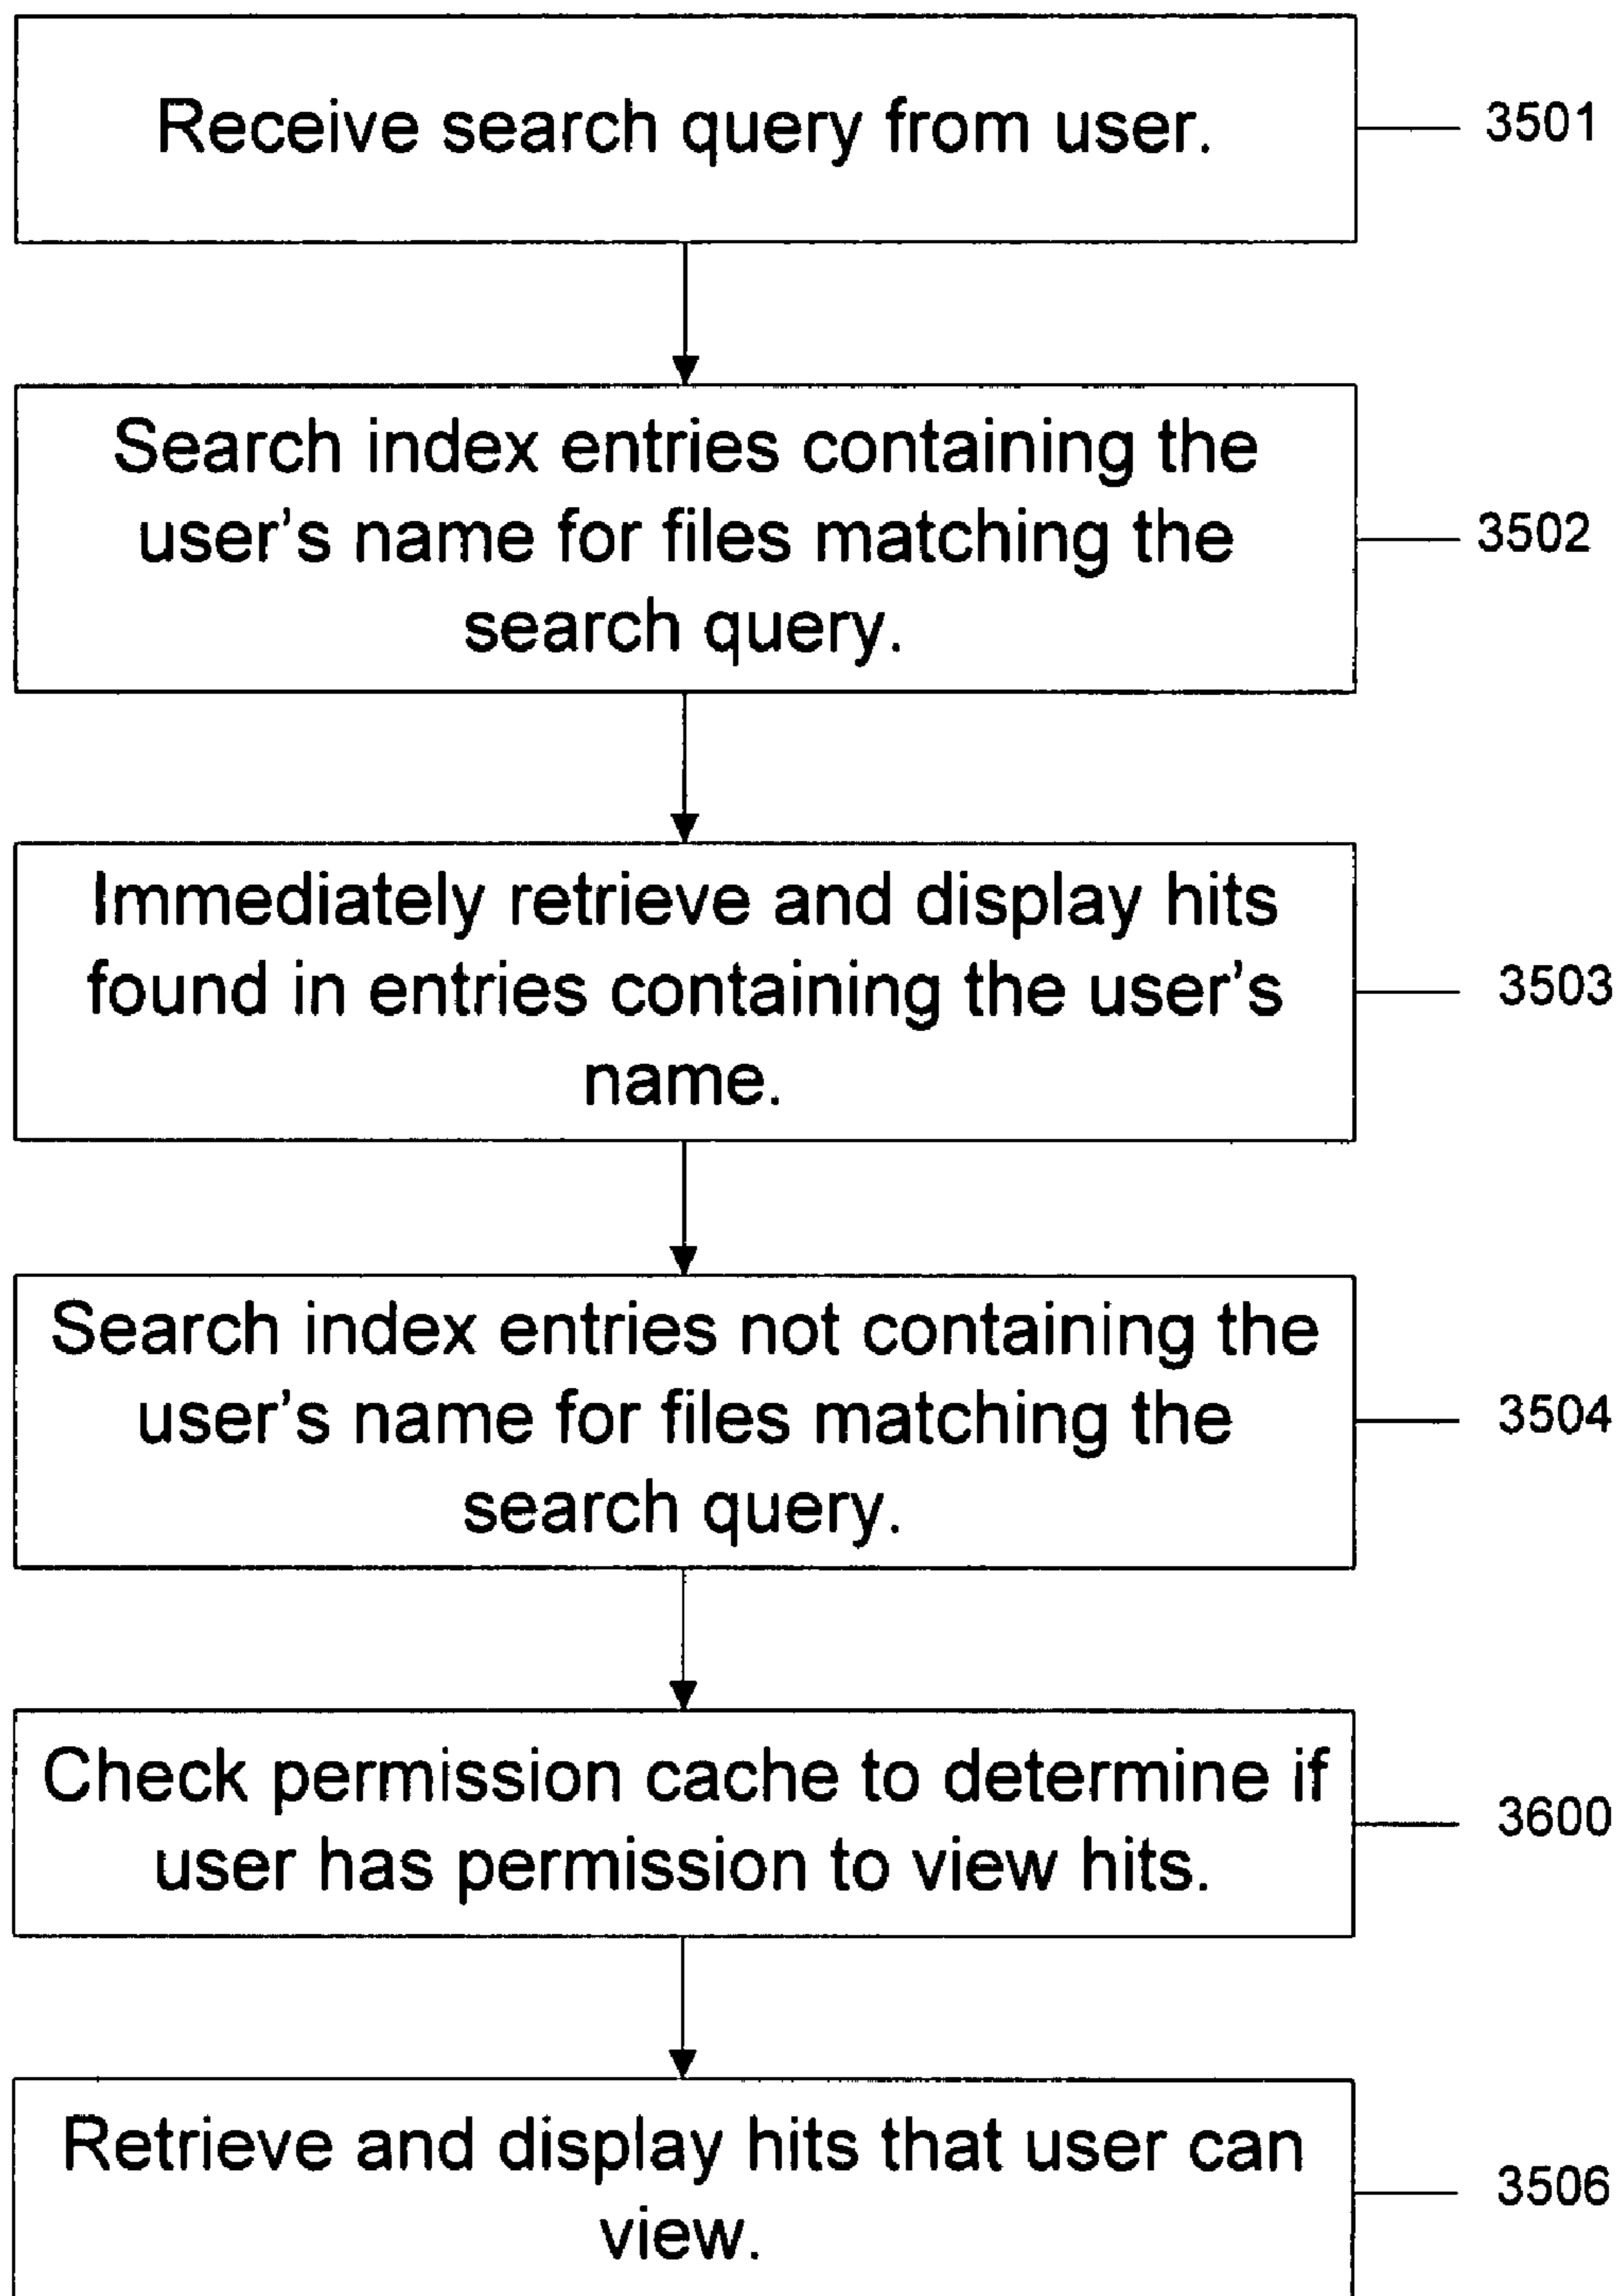 Receive search query from user.
3501
Search index entries containing the
user's name for files matching the
search query.
3502
Immediately retrieve and display hits
found in entries containing the user's
name.
3503
Search index entries not containing the
user's name for files matching the
search query.
3504
Check permission cache to determine if
user has permission to view hits.
3600
Retrieve and display hits that user can
view.
3506